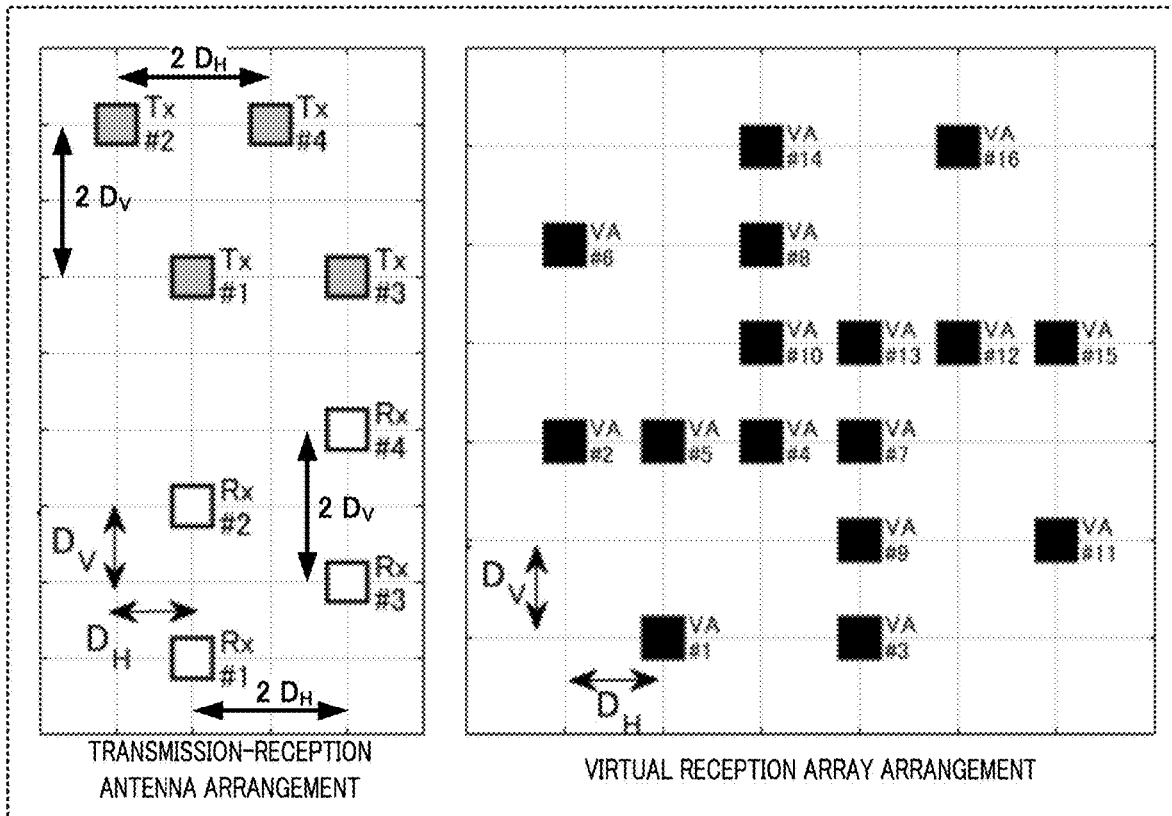 2 DH
Tx
#2
Tx
#4
2 DV
Tx
#1
Tx
#3
Rx
#4
Rx
#2
2 DV
DV
Rx
#3
DH
Rx
#1
2 DH
TRANSMISSION-RECEPTION
ANTENNA ARRANGEMENT
VA
#14
VA
#16
VA
#6
VA
#8
VA
#10
VA
#13
VA
#12
VA
#15
VA
#2
VA
#5
VA
#4
VA
#7
VA
#9
VA
#11
DV
VA
#1
VA
#3
DH
VIRTUAL RECEPTION ARRAY ARRANGEMENT